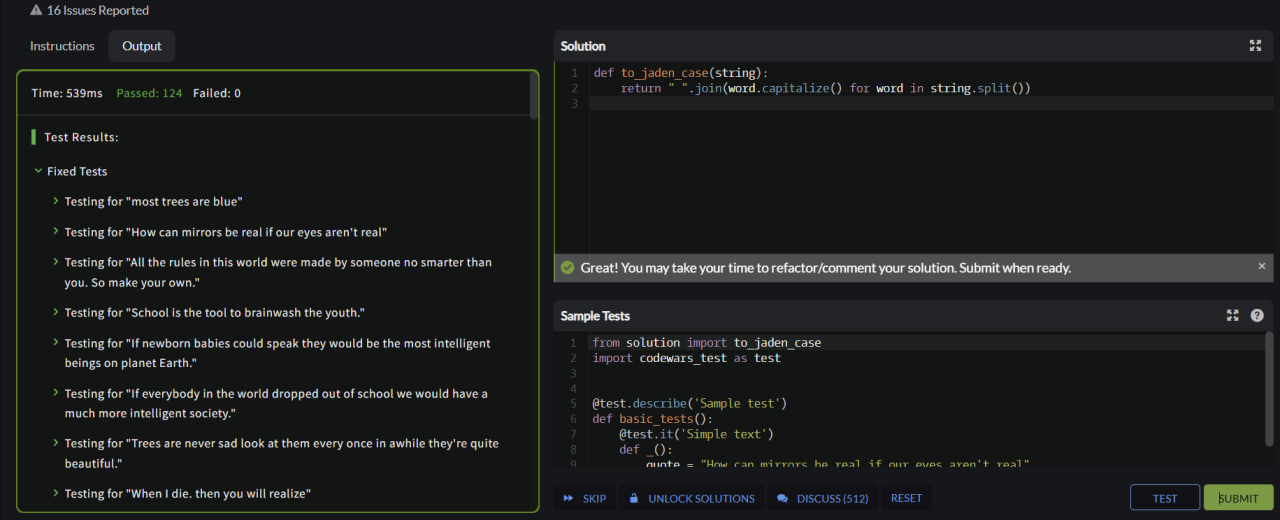 16 Issues Reported
Instructions
Output
Time: 539ms Passed: 124 Failed: 0
Test Results:
Fixed Tests
Testing for "most trees are blue"
Testing for "How can mirrors be real if our eyes aren't real"
Testing for "All the rules in this world were made by someone no smarter than
you. So make your own."
Testing for "School is the tool to brainwash the youth."
Testing for "If newborn babies could speak they would be the most intelligent
beings on planet Earth."
Testing for "If everybody in the world dropped out of school we would have a
much more intelligent society."
Testing for "Trees are never sad look at them every once in awhile they're quite
beautiful."
Testing for "When I die. then you will realize"
Solution
1 def to_jaden_case(string):
2     return " ".join(word.capitalize() for word in string.split())
3
Great! You may take your time to refactor/comment your solution. Submit when ready.
Sample Tests
1 from solution import to_jaden_case
2 import codewars_test as test
3
4
5 @test.describe('Sample test')
6 def basic_tests():
7     @test.it('Simple text')
8     def _():
9         quote = "How can mirrors be real if our eyes aren't real"
SKIP
UNLOCK SOLUTIONS
DISCUSS (512)
RESET
TEST
SUBMIT